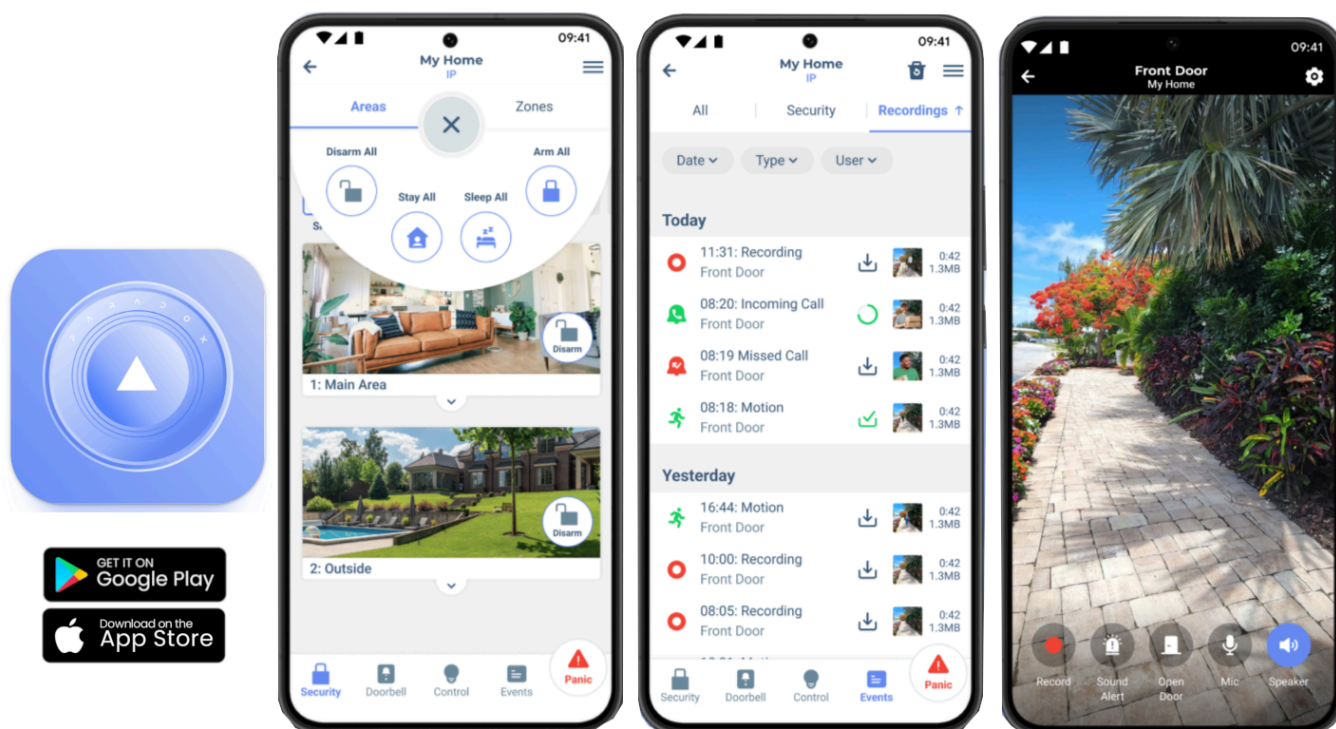 PARADOX
GET IT ON
Google Play
Download on the
App Store
09:41
My Home
IP
Areas
Zones
Disarm All
Arm All
Stay All
Sleep All
Disarm
1: Main Area
Disarm
2: Outside
Security
Doorbell
Control
Events
Panic
09:41
My Home
IP
All
Security
Recordings ↑
Date
Type
User
Today
11:31: Recording
Front Door
0:42
1.3MB
08:20: Incoming Call
Front Door
0:42
1.3MB
08:19 Missed Call
Front Door
0:42
1.3MB
08:18: Motion
Front Door
0:42
1.3MB
Yesterday
16:44: Motion
Front Door
0:42
1.3MB
10:00: Recording
Front Door
0:42
1.3MB
08:05: Recording
Front Door
0:42
1.3MB
Security
Doorbell
Control
Events
Panic
09:41
Front Door
My Home
Record
Sound
Alert
Open
Door
Mic
Speaker